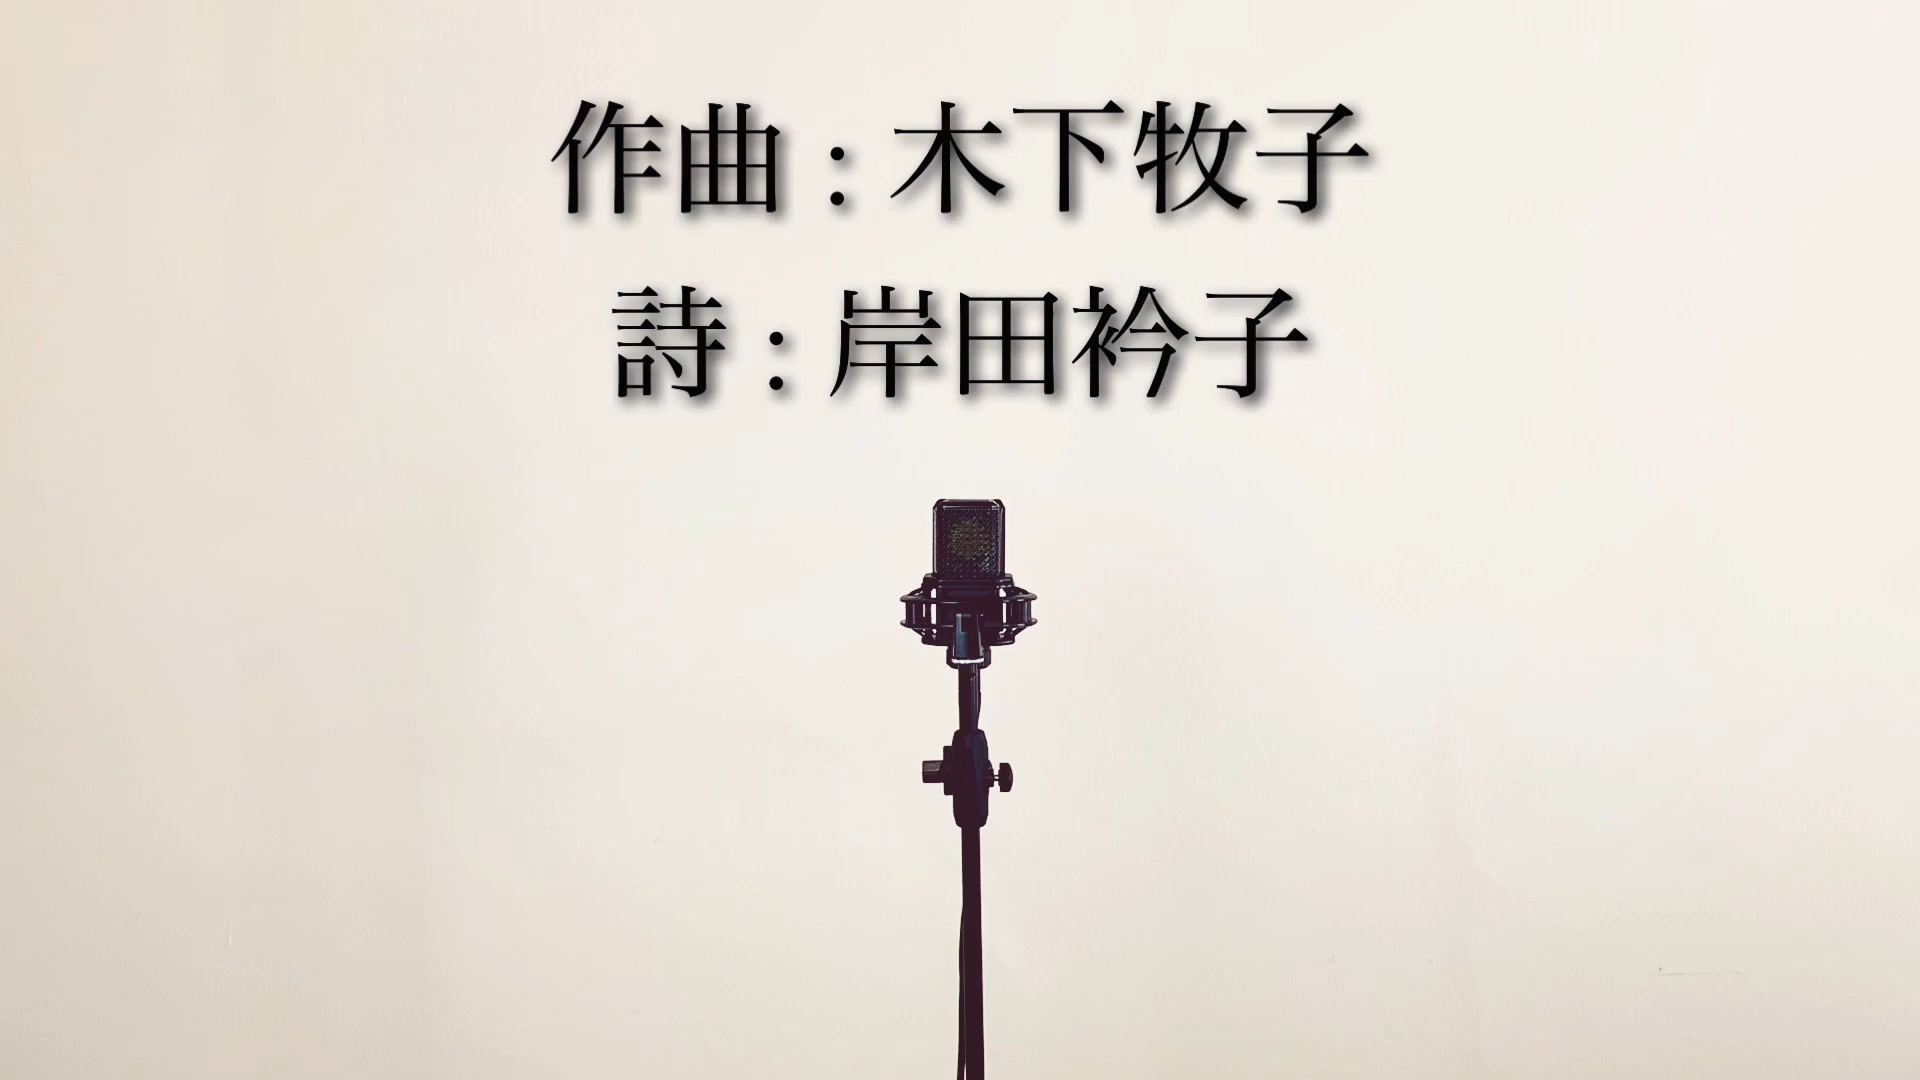 作曲 : 木下牧子
詩 : 岸田衿子